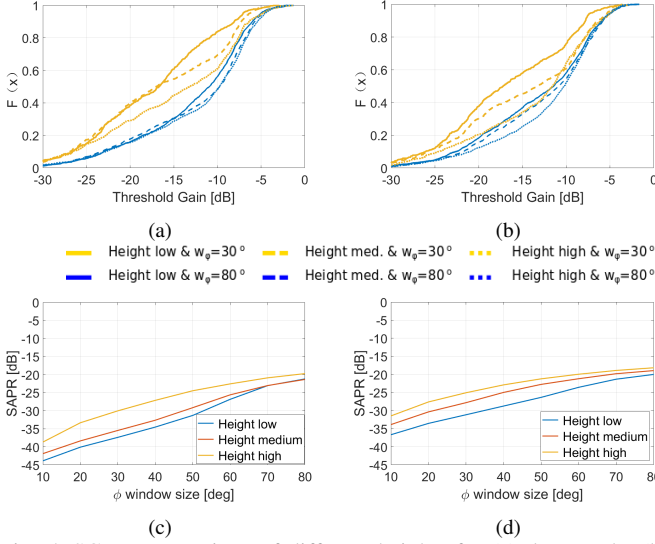 1
0.8
0.6
0.4
0.2
0
F（x）
-30 -25 -20 -15 -10 -5 0
Threshold Gain [dB]
(a)
1
0.8
0.6
0.4
0.2
0
F（x）
-30 -25 -20 -15 -10 -5 0
Threshold Gain [dB]
(b)
Height low & wφ=30° Height med. & wφ=30° Height high & wφ=30°
Height low & wφ=80° Height med. & wφ=80° Height high & wφ=80°
0
-5
-10
-15
-20
-25
-30
-35
-40
-45
SAPR [dB]
10 20 30 40 50 60 70 80
ϕ window size [deg]
Height low
Height medium
Height high
(c)
0
-5
-10
-15
-20
-25
-30
-35
-40
-45
SAPR [dB]
10 20 30 40 50 60 70 80
ϕ window size [deg]
Height low
Height medium
Height high
(d)